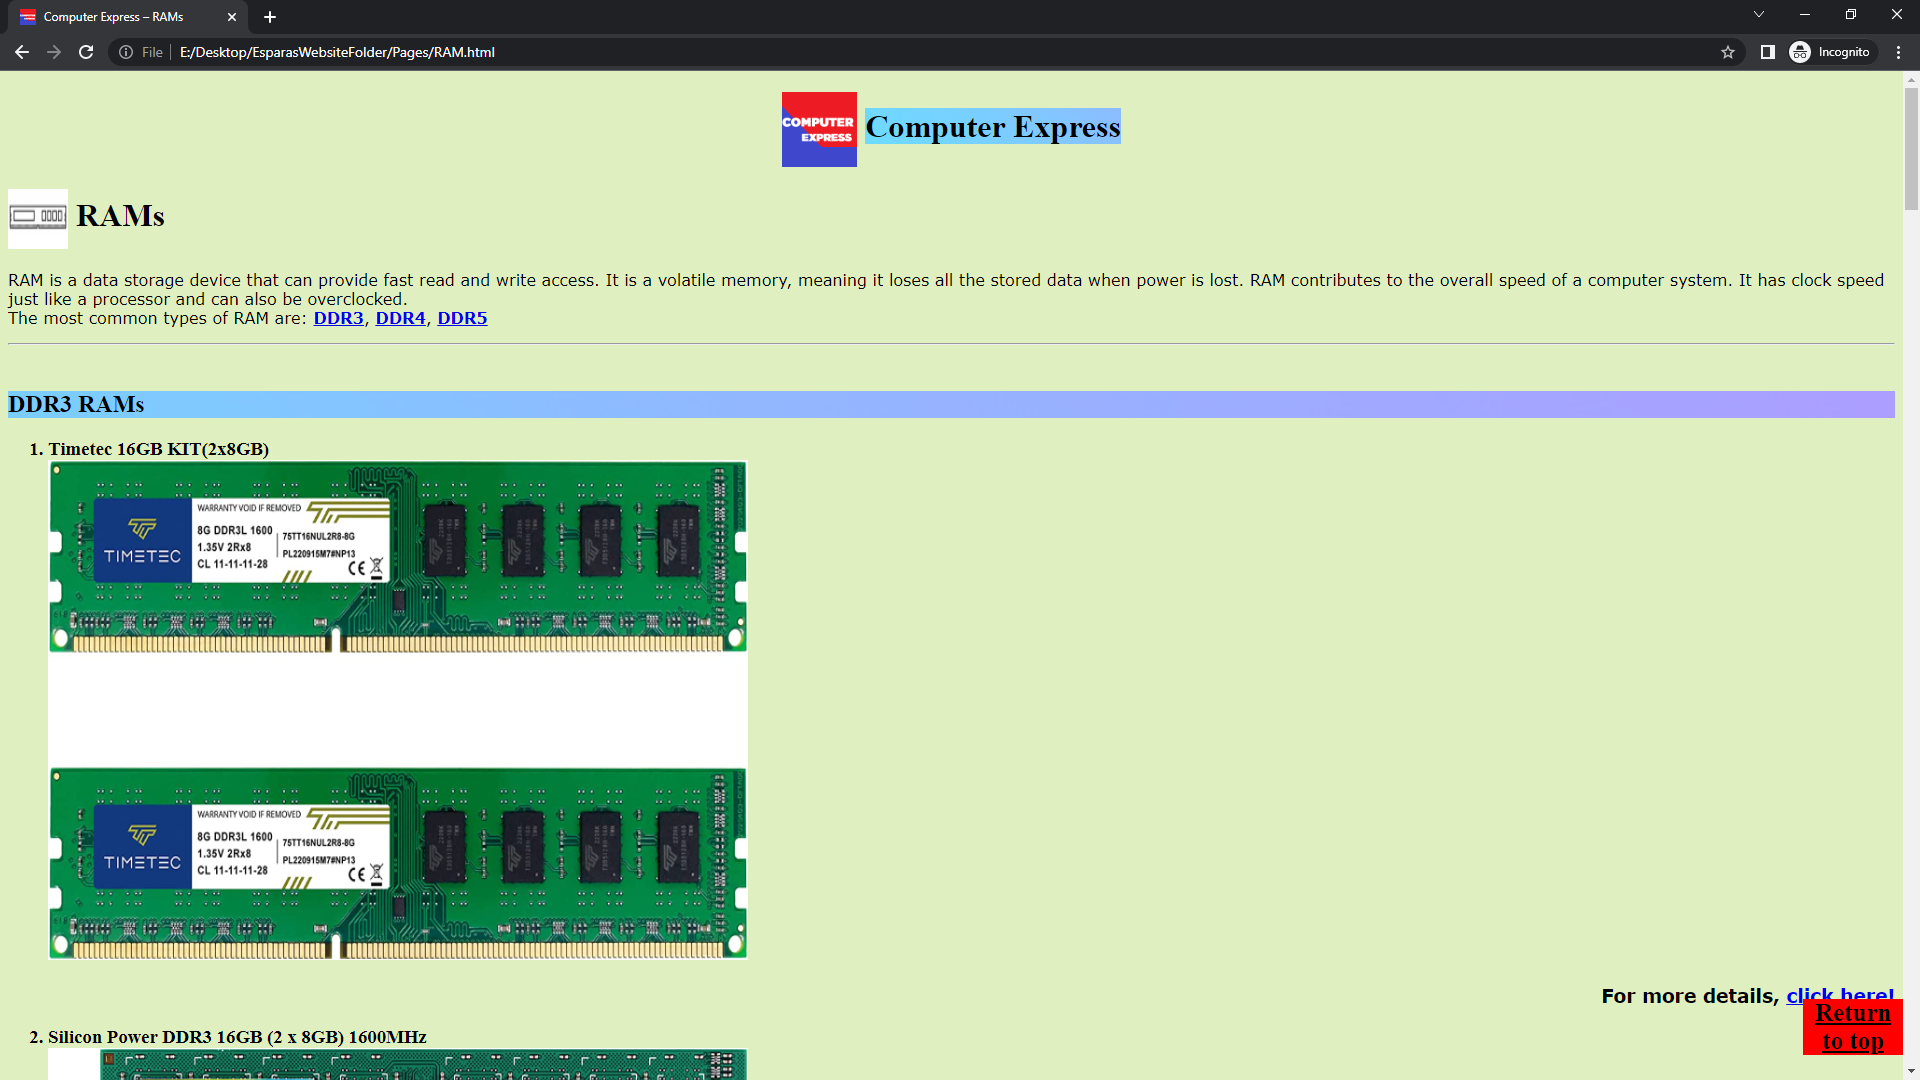 Computer Express – RAMs
File
E:/Desktop/EsparasWebsiteFolder/Pages/RAM.html
Incognito
COMPUTER
EXPRESS
Computer Express
RAMs
RAM is a data storage device that can provide fast read and write access. It is a volatile memory, meaning it loses all the stored data when power is lost. RAM contributes to the overall speed of a computer system. It has clock speed
just like a processor and can also be overclocked.
The most common types of RAM are: DDR3, DDR4, DDR5
DDR3 RAMs
1. Timetec 16GB KIT(2x8GB)
WARRANTY VOID IF REMOVED
8G DDR3L 1600
75TT16NUL2R8-8G
1.35V 2Rx8
PL220915M7#NP13
CL 11-11-11-28
CE
TIMETEC
WARRANTY VOID IF REMOVED
8G DDR3L 1600
75TT16NUL2R8-8G
1.35V 2Rx8
PL220915M7#NP13
CL 11-11-11-28
CE
TIMETEC
For more details, click here!
Return
to top
2. Silicon Power DDR3 16GB (2 x 8GB) 1600MHz